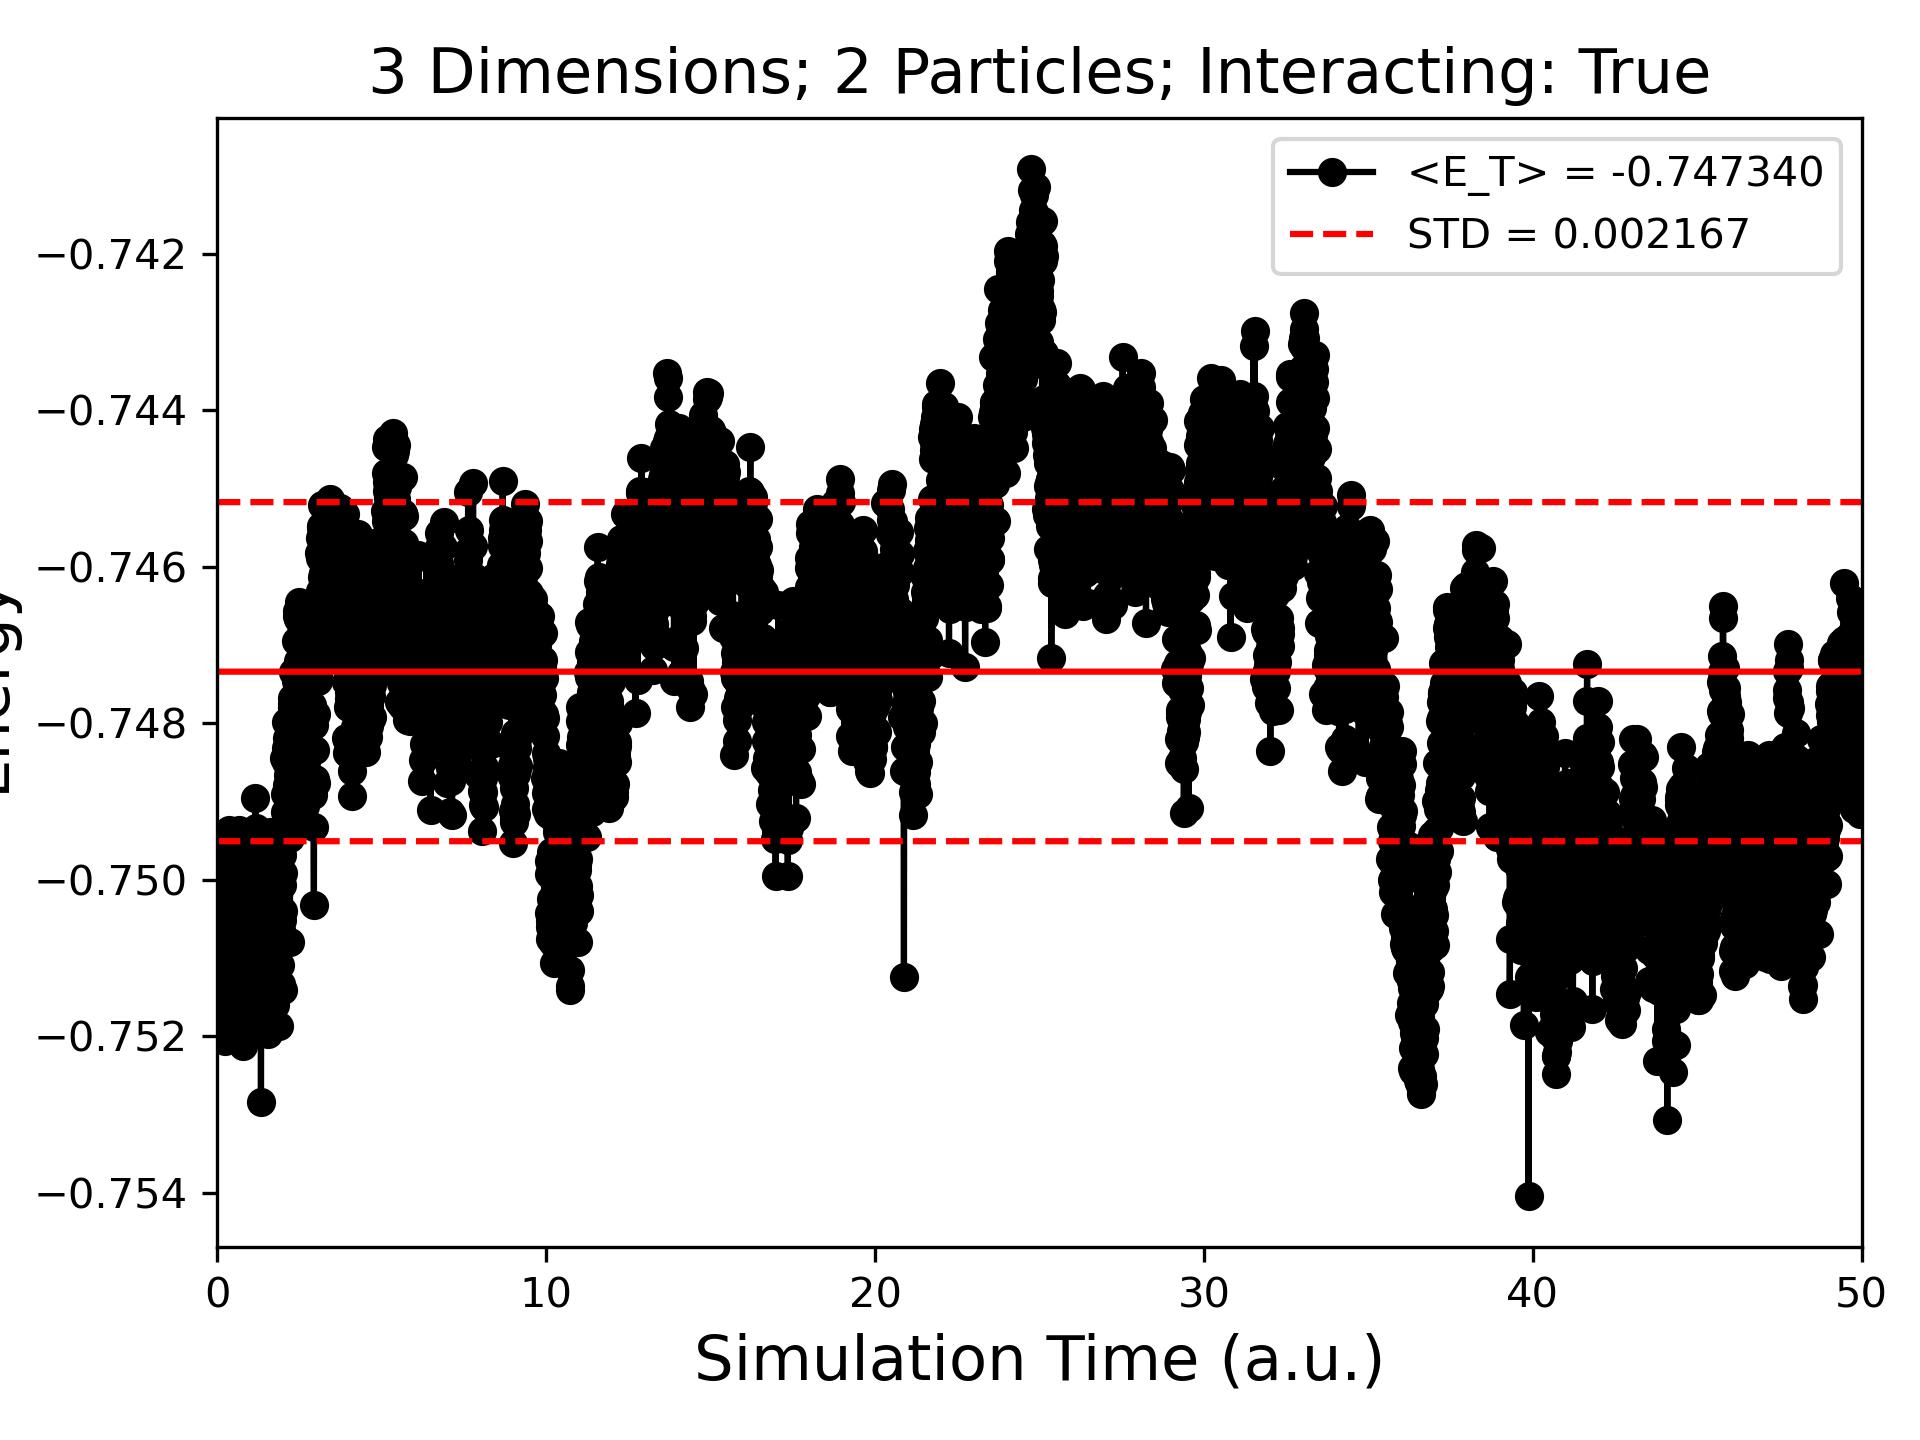 3 Dimensions; 2 Particles; Interacting: True
<E_T> = -0.747340
STD = 0.002167
−0.742
−0.744
−0.746
−0.748
−0.750
−0.752
−0.754
Energy
0 10 20 30 40 50
Simulation Time (a.u.)